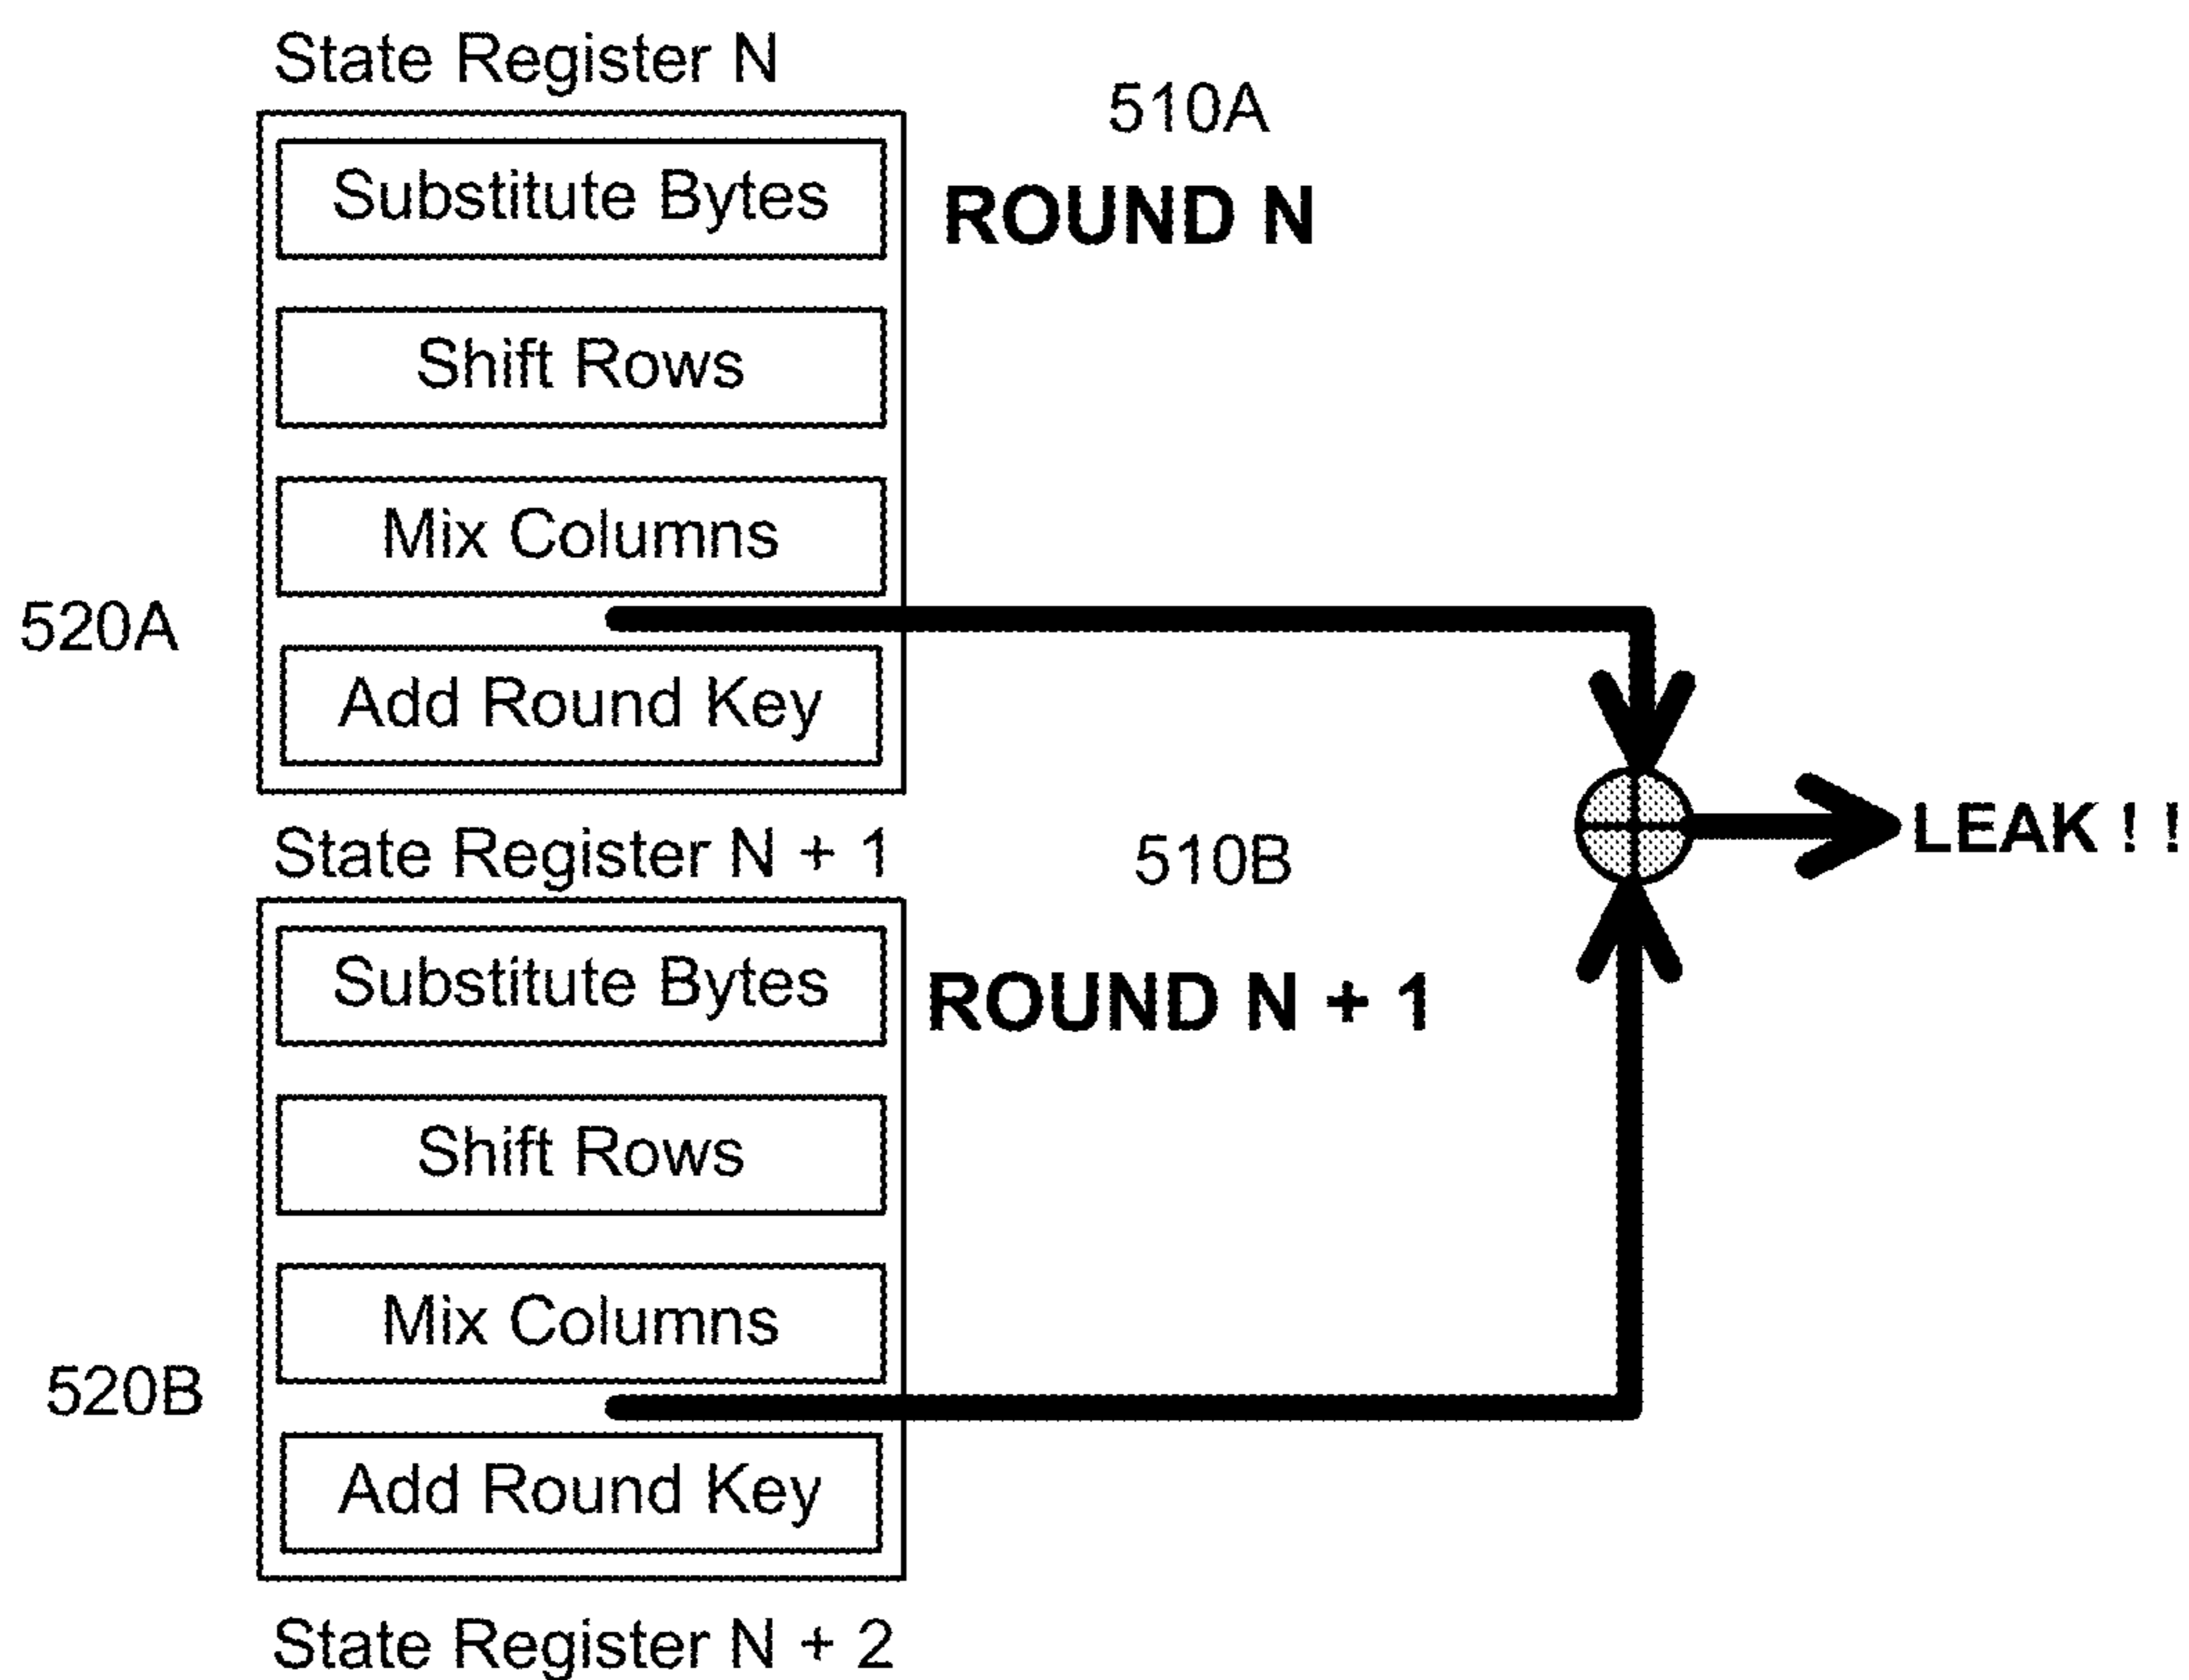 State Register N
510A
Substitute Bytes
ROUND N
Shift Rows
Mix Columns
520A
Add Round Key
State Register N + 1
510B
LEAK ! !
Substitute Bytes
ROUND N + 1
Shift Rows
Mix Columns
520B
Add Round Key
State Register N + 2